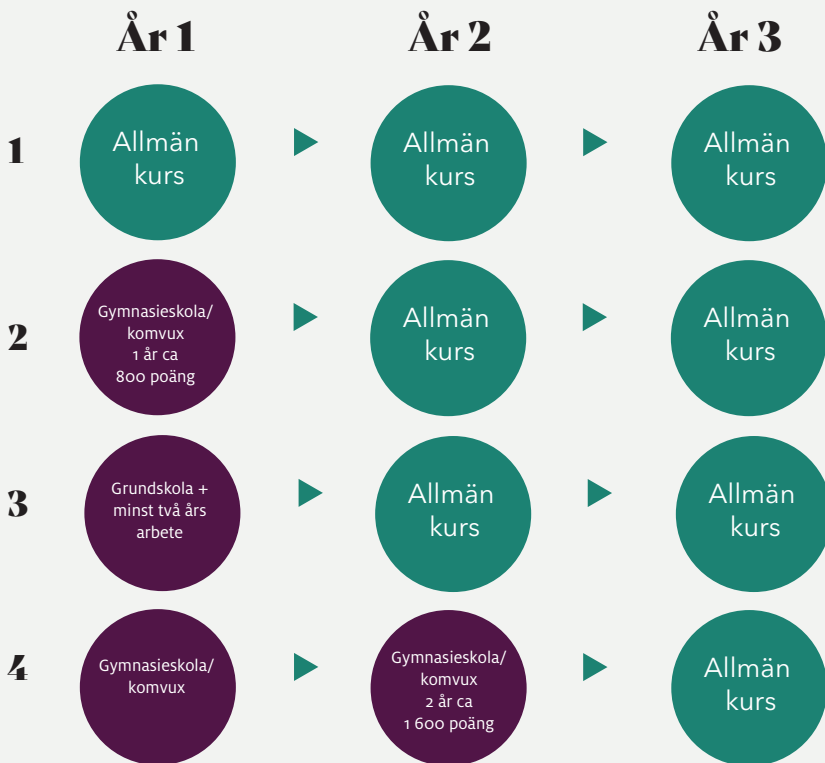 År 1
År 2
År 3
1
Allmän
kurs
Allmän
kurs
Allmän
kurs
2
Gymnasieskola/
komvux
1 år ca
800 poäng
Allmän
kurs
Allmän
kurs
3
Grundskola +
minst två års
arbete
Allmän
kurs
Allmän
kurs
4
Gymnasieskola/
komvux
Gymnasieskola/
komvux
2 år ca
1 600 poäng
Allmän
kurs